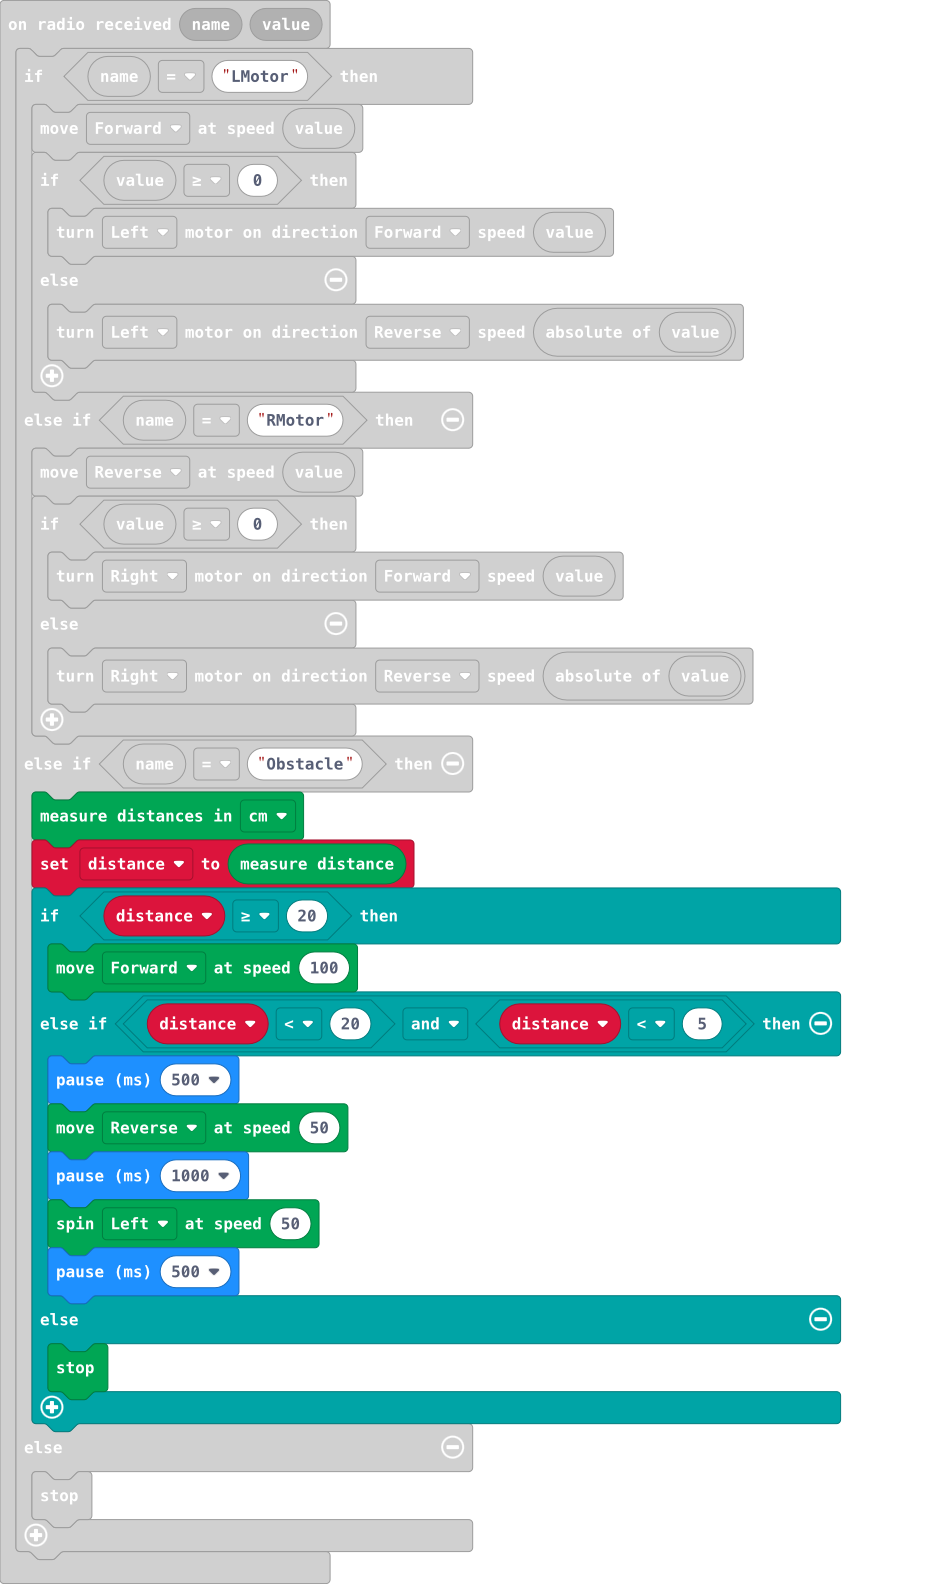 on radio received name value
if name = "LMotor" then
move Forward at speed value
if value ≥ 0 then
turn Left motor on direction Forward speed value
else
turn Left motor on direction Reverse speed absolute of value
else if name = "RMotor" then
move Reverse at speed value
if value ≥ 0 then
turn Right motor on direction Forward speed value
else
turn Right motor on direction Reverse speed absolute of value
else if name = "Obstacle" then
measure distances in cm
set distance to measure distance
if distance ≥ 20 then
move Forward at speed 100
else if distance < 20 and distance < 5 then
pause (ms) 500
move Reverse at speed 50
pause (ms) 1000
spin Left at speed 50
pause (ms) 500
else
stop
else
stop